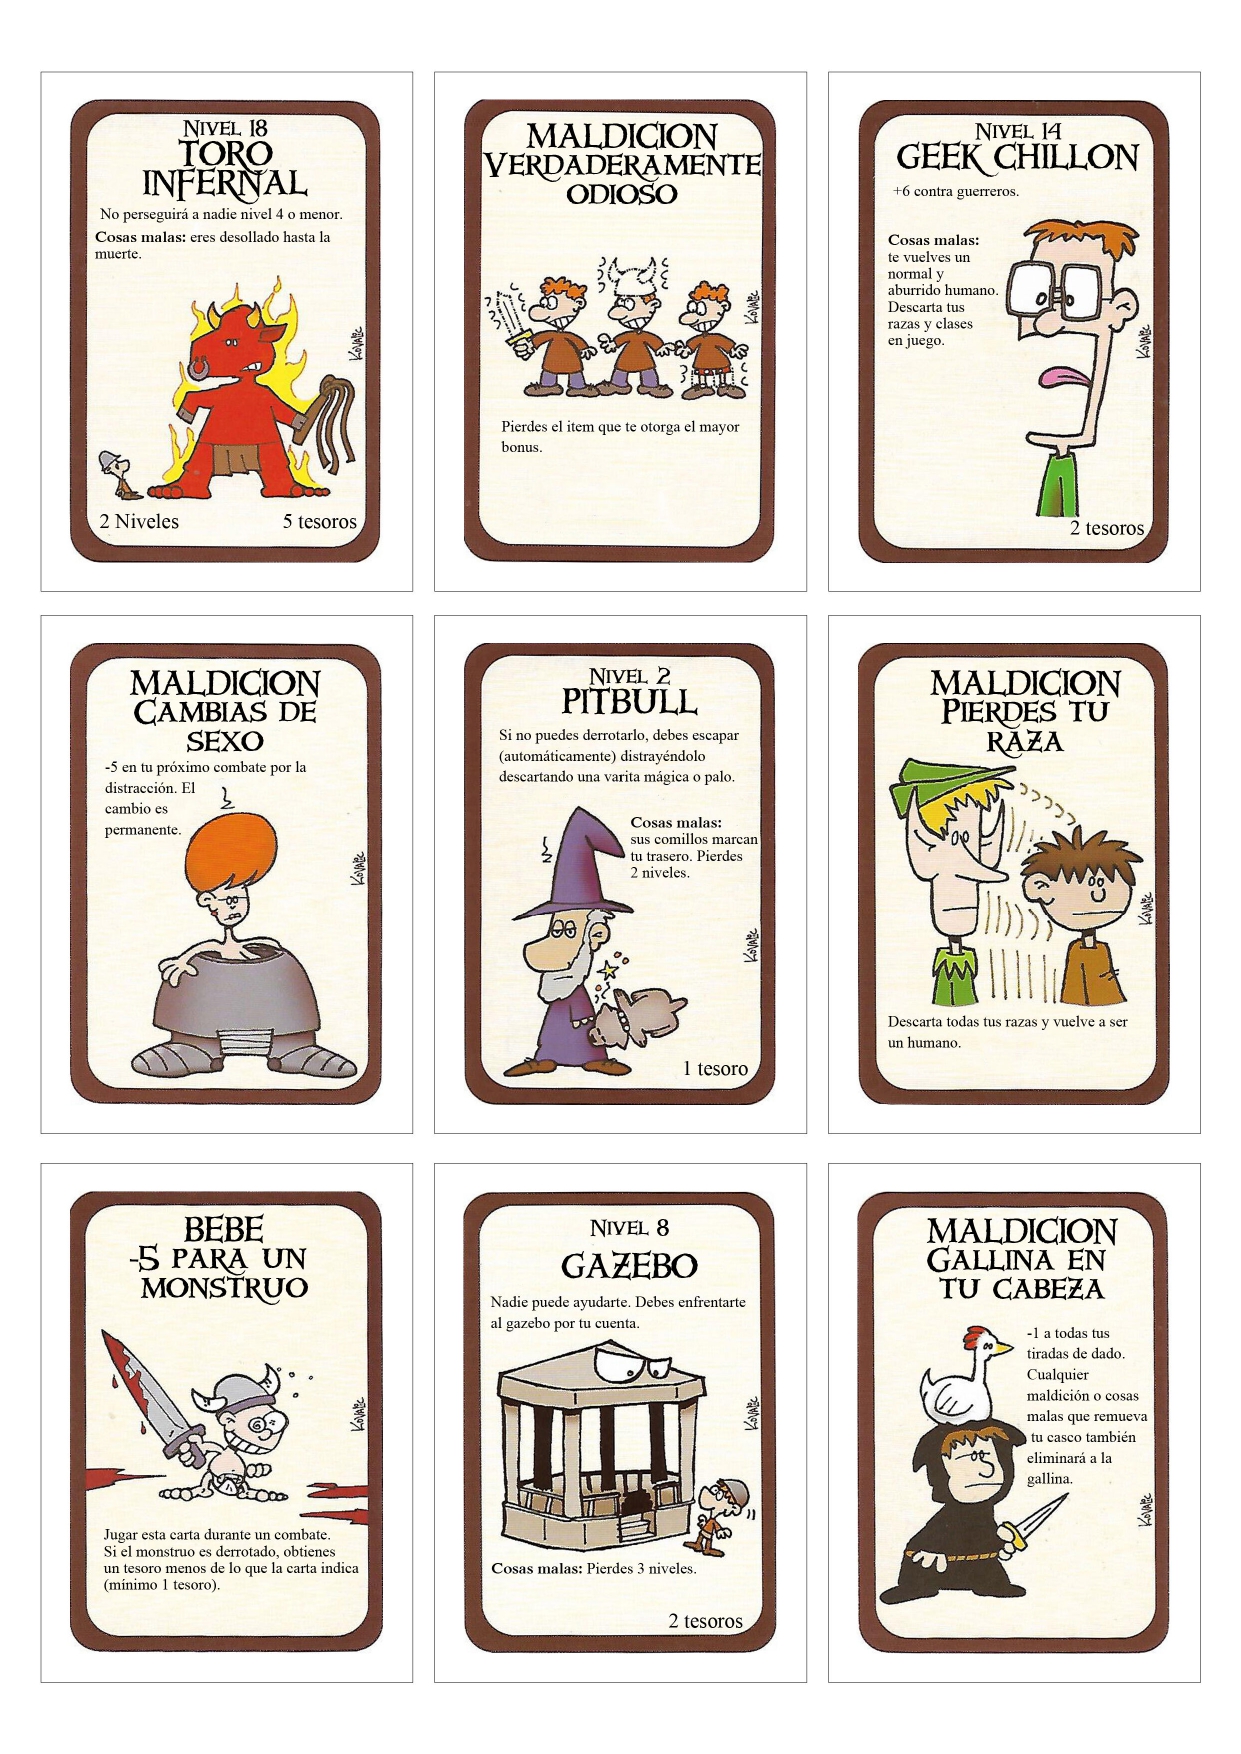 NIVEL 18
TORO
INFERNAL
No perseguirá a nadie nivel 4 o menor.
Cosas malas: eres desollado hasta la
muerte.
KOVALIC
2 Niveles
5 tesoros
MALDICION
VERDADERAMENTE
ODIOSO
KOVALIC
Pierdes el item que te otorga el mayor
bonus.
NIVEL 14
GEEK CHILLON
+6 contra guerreros.
Cosas malas:
te vuelves un
normal y
aburrido humano.
Descarta tus
razas y clases
en juego.
KOVALIC
2 tesoros
MALDICION
CAMBIAS DE
SEXO
-5 en tu próximo combate por la
distracción. El
cambio es
permanente.
KOVALIC
NIVEL 2
PITBULL
Si no puedes derrotarlo, debes escapar
(automáticamente) distrayéndolo
descartando una varita mágica o palo.
Cosas malas:
sus comillos marcan
tu trasero. Pierdes
2 niveles.
KOVALIC
1 tesoro
MALDICION
PIERDES TU
RAZA
KOVALIC
Descarta todas tus razas y vuelve a ser
un humano.
BEBE
-5 PARA UN
MONSTRUO
KOVALIC
Jugar esta carta durante un combate.
Si el monstruo es derrotado, obtienes
un tesoro menos de lo que la carta indica
(mínimo 1 tesoro).
NIVEL 8
GAZEBO
Nadie puede ayudarte. Debes enfrentarte
al gazebo por tu cuenta.
KOVALIC
Cosas malas: Pierdes 3 niveles.
2 tesoros
MALDICION
GALLINA EN
TU CABEZA
-1 a todas tus
tiradas de dado.
Cualquier
maldición o cosas
malas que remueva
tu casco también
eliminará a la
gallina.
KOVALIC